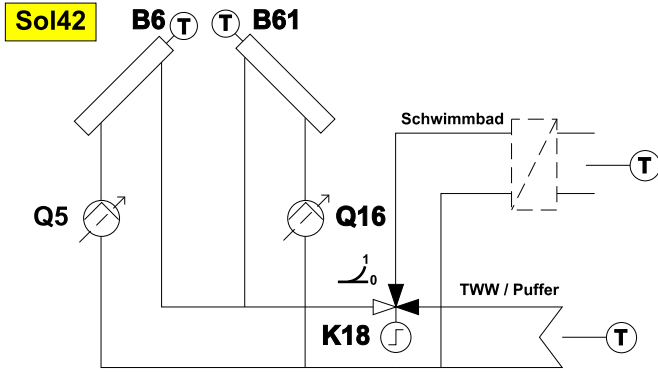 Sol42
B6 T
T B61
Schwimmbad
T
Q5
Q16
1
0
TWW / Puffer
K18
T